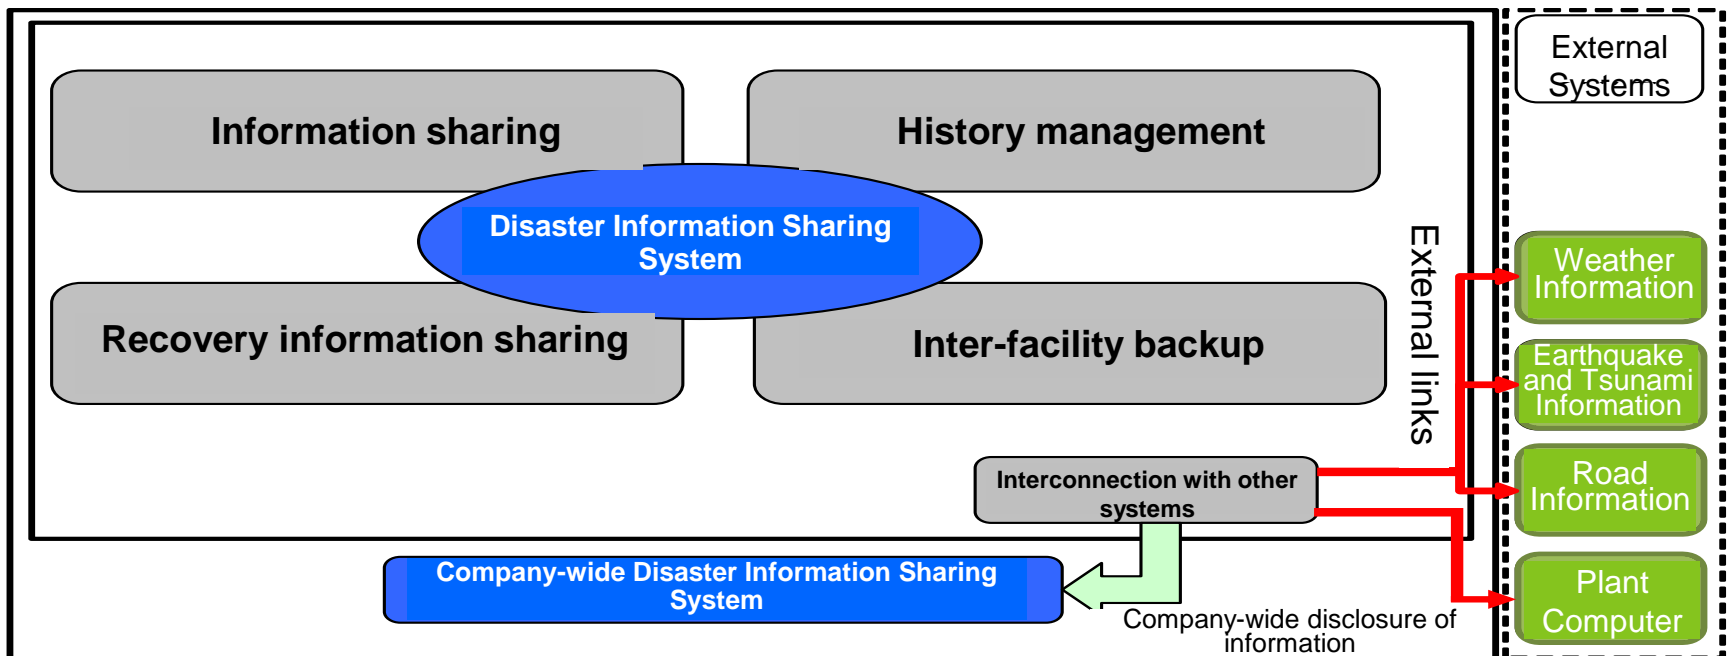 External
Systems
Information sharing
History management
Disaster Information Sharing
System
Recovery information sharing
Inter-facility backup
External links
Weather
Information
Earthquake
and Tsunami
Information
Road
Information
Plant
Computer
Interconnection with other
systems
Company-wide Disaster Information Sharing
System
Company-wide disclosure of
information